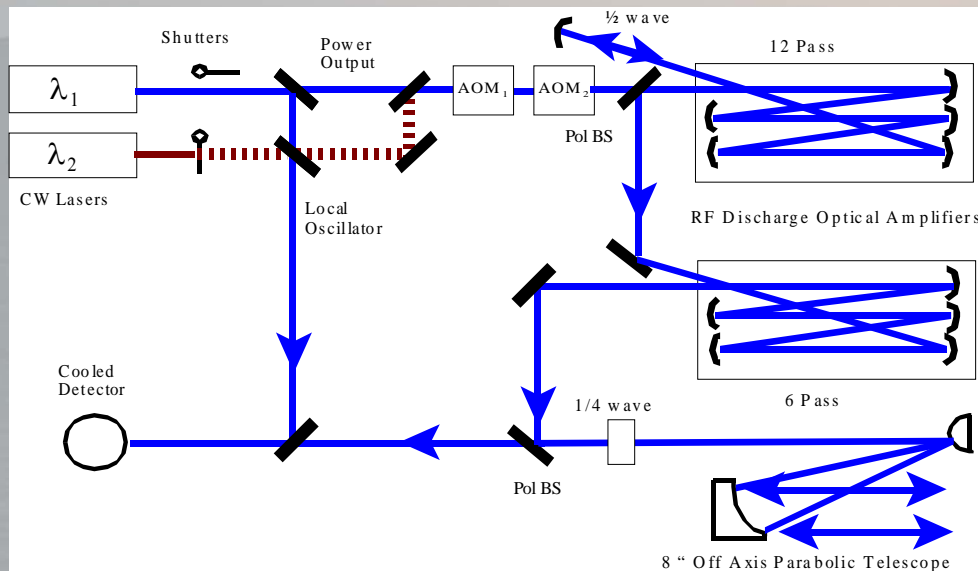 Shutters
Power
Output
½ wave
12 Pass
λ1
AOM1
AOM2
Pol BS
λ2
CW Lasers
Local
Oscillator
RF Discharge Optical Amplifiers
Cooled
Detector
1/4 wave
6 Pass
Pol BS
8 “ Off Axis Parabolic Telescope